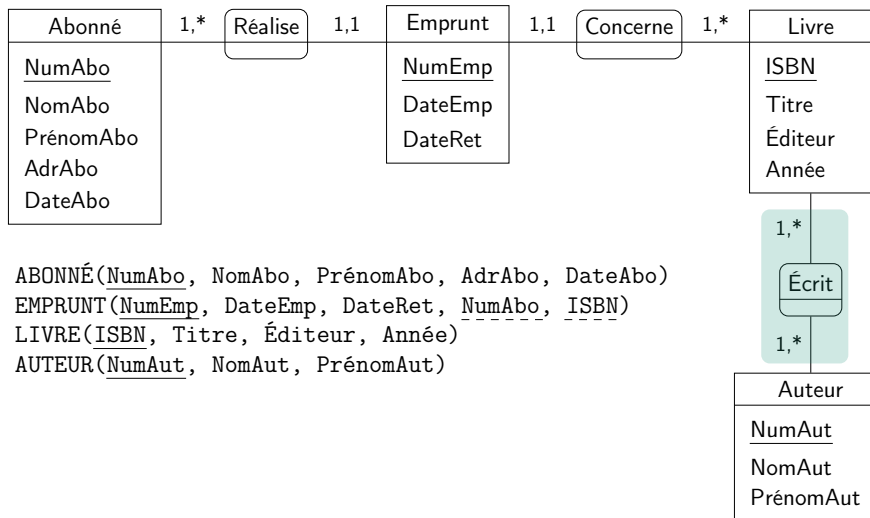 Abonné 1,* Réalise 1,1 Emprunt 1,1 Concerne 1,* Livre
NumAbo
NomAbo
PrénomAbo
AdrAbo
DateAbo
NumEmp
DateEmp
DateRet
ISBN
Titre
Éditeur
Année
1,*
Écrit
1,*
ABONNÉ(NumAbo, NomAbo, PrénomAbo, AdrAbo, DateAbo)
EMPRUNT(NumEmp, DateEmp, DateRet, NumAbo, ISBN)
LIVRE(ISBN, Titre, Éditeur, Année)
AUTEUR(NumAut, NomAut, PrénomAut)
Auteur
NumAut
NomAut
PrénomAut